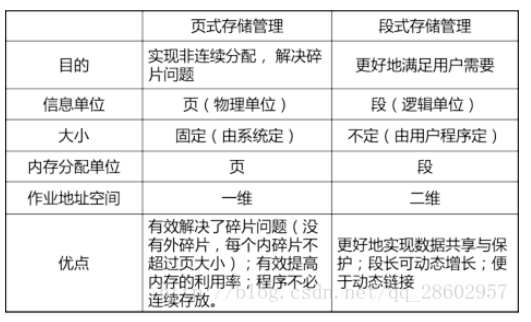 页式存储管理 段式存储管理
目的 实现非连续分配，解决碎片问题 更好地满足用户需要
信息单位 页（物理单位） 段（逻辑单位）
大小 固定（由系统定） 不定（由用户程序定）
内存分配单位 页 段
作业地址空间 一维 二维
优点 有效解决了碎片问题（没有外碎片，每个内碎片不超过页大小）；有效提高内存的利用率；程序不必连续存放。 更好地实现数据共享与保护；段长可动态增长；便于动态链接
http://blog.csdn.net/qq_28602957